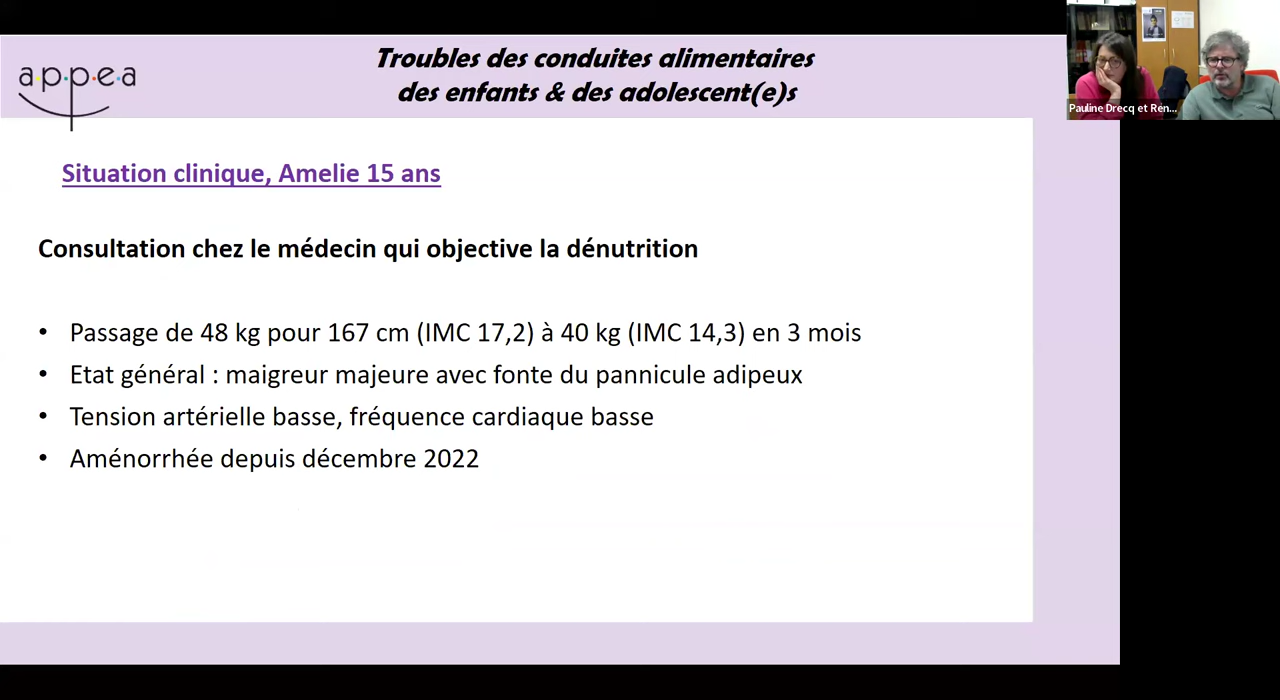 appea
Troubles des conduites alimentaires
des enfants & des adolescent(e)s
Pauline Drecq et Ren...
Situation clinique, Amelie 15 ans
Consultation chez le médecin qui objective la dénutrition
• Passage de 48 kg pour 167 cm (IMC 17,2) à 40 kg (IMC 14,3) en 3 mois
• Etat général : maigreur majeure avec fonte du pannicule adipeux
• Tension artérielle basse, fréquence cardiaque basse
• Aménorrhée depuis décembre 2022